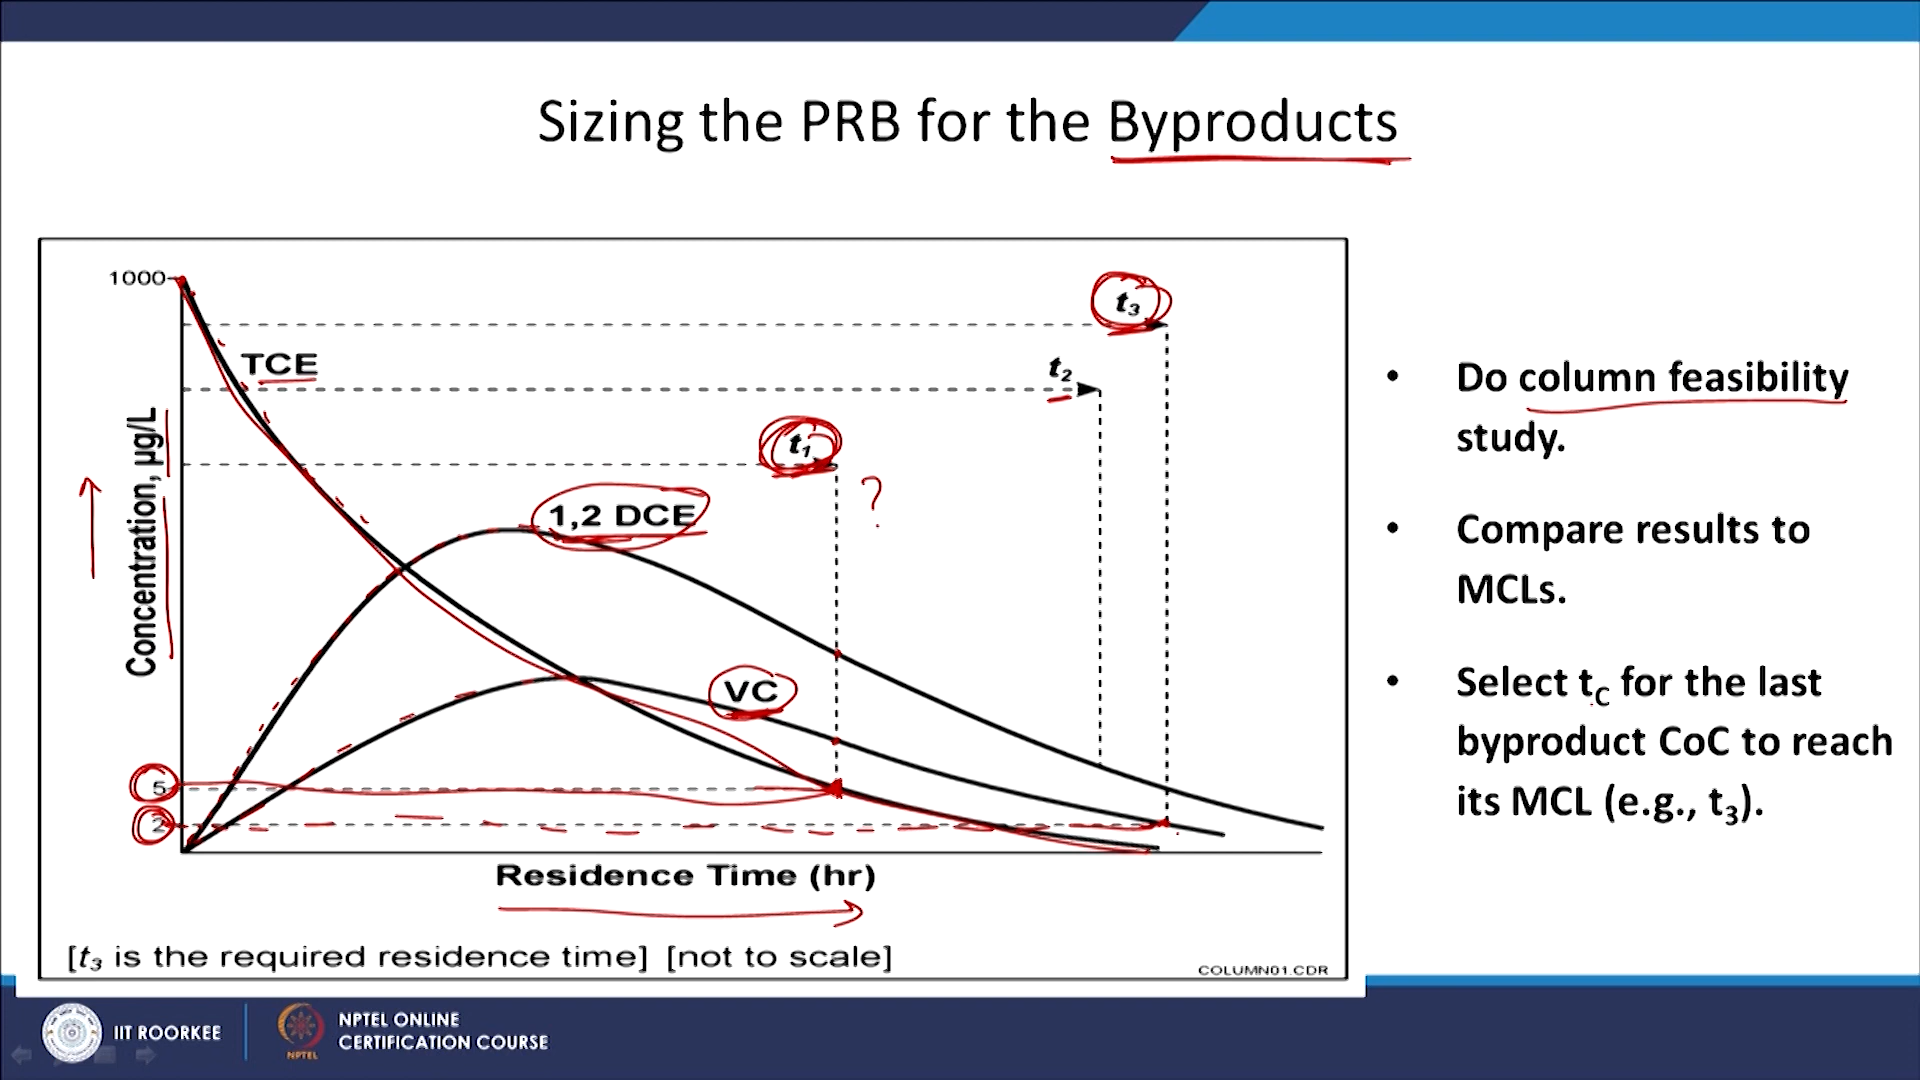 Sizing the PRB for the Byproducts
1000
TCE
t3
t2
t1
?
1,2 DCE
VC
Concentration, µg/L
5
2
Residence Time (hr)
[t3 is the required residence time] [not to scale]
COLUMN01.CDR
• Do column feasibility
study.
• Compare results to
MCLs.
• Select tC for the last
byproduct CoC to reach
its MCL (e.g., t3).
IIT ROORKEE
NPTEL
NPTEL ONLINE
CERTIFICATION COURSE